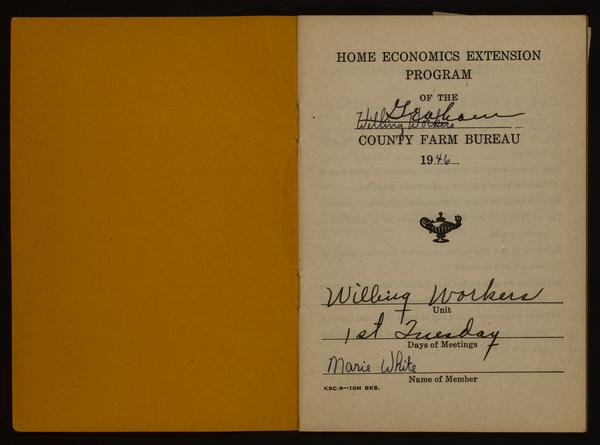 HOME ECONOMICS EXTENSION
PROGRAM
OF THE
Graham
Willing Workers
COUNTY FARM BUREAU
1946
Willing Workers
Unit
1st Tuesday
Days of Meetings
Marie White
Name of Member
KSC-6—10M BKS.